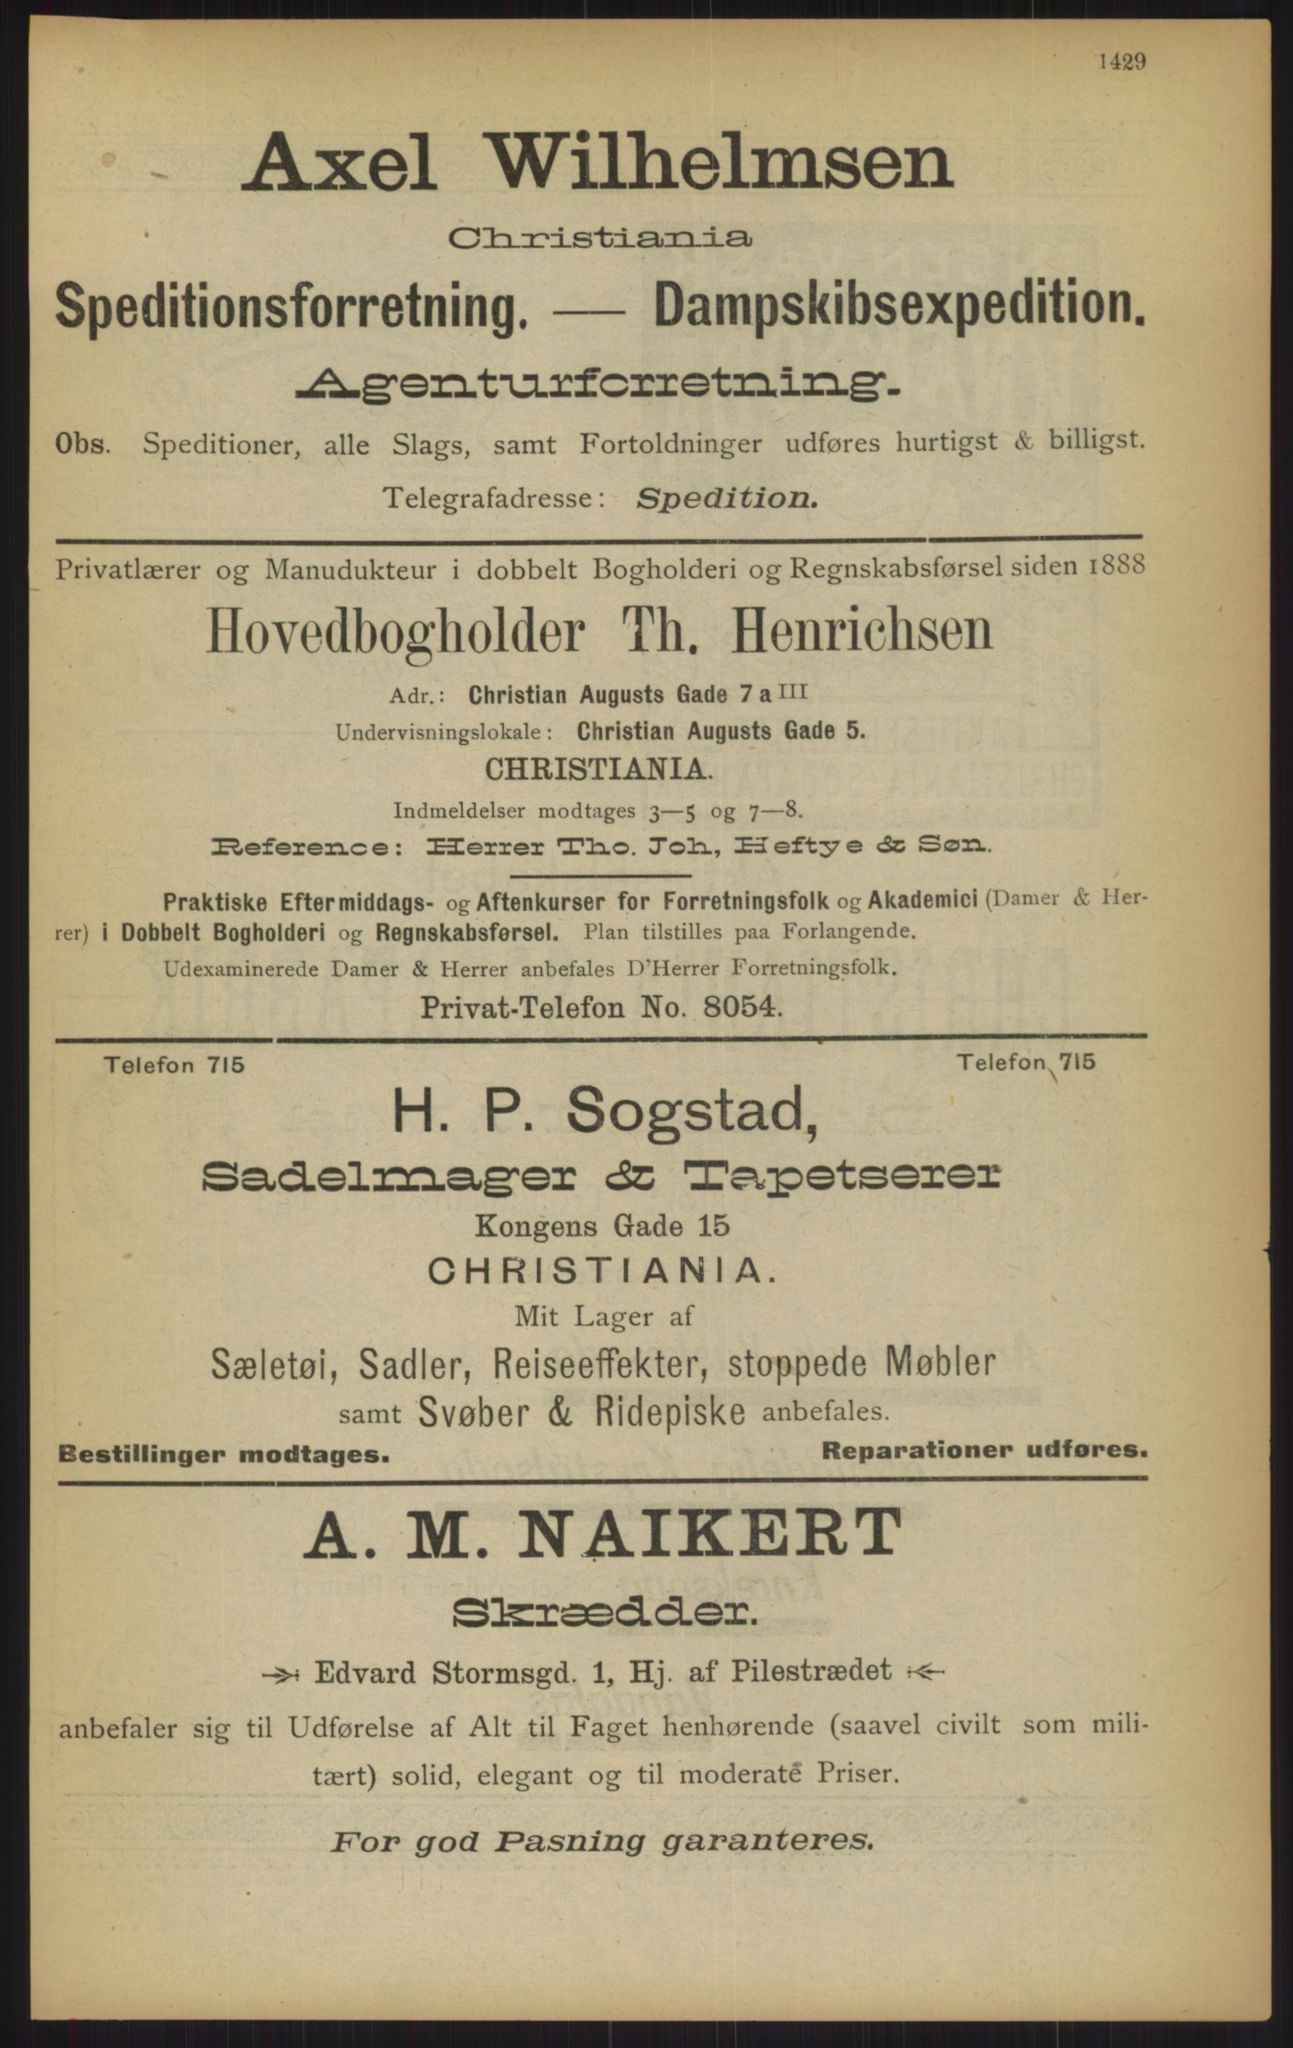 1429
Axel Wilhelmsen
Christiania
Speditionsforretning. — Dampskibsexpedition.
Agenturforretning.
Obs. Speditioner, alle Slags, samt Fortoldninger udføres hurtigst & billigst.
Telegrafadresse: Spedition.
Privatlærer og Manudukteur i dobbelt Bogholderi og Regnskabsførsel siden 1888
Hovedbogholder Th. Henrichsen
Adr.: Christian Augusts Gade 7 a III
Undervisningslokale: Christian Augusts Gade 5.
CHRISTIANIA.
Indmeldelser modtages 3—5 og 7—8.
Reference: Herrer Tho. Joh, Heftye & Søn.
Praktiske Eftermiddags- og Aftenkurser for Forretningsfolk og Akademici (Damer & Her-
rer) i Dobbelt Bogholderi og Regnskabsførsel. Plan tilstilles paa Forlangende.
Udexaminerede Damer & Herrer anbefales D'Herrer Forretningsfolk.
Privat-Telefon No. 8054.
Telefon 715 Telefon 715
H. P. Sogstad,
Sadelmager & Tapetserer
Kongens Gade 15
CHRISTIANIA.
Mit Lager af
Sæletøi, Sadler, Reiseeffekter, stoppede Møbler
samt Svøber & Ridepiske anbefales.
Bestillinger modtages. Reparationer udføres.
A. M. NAIKERT
Skrædder.
Edvard Stormsgd. 1, Hj. af Pilestrædet
anbefaler sig til Udførelse af Alt til Faget henhørende (saavel civilt som mili-
tært) solid, elegant og til moderate Priser.
For god Pasning garanteres.